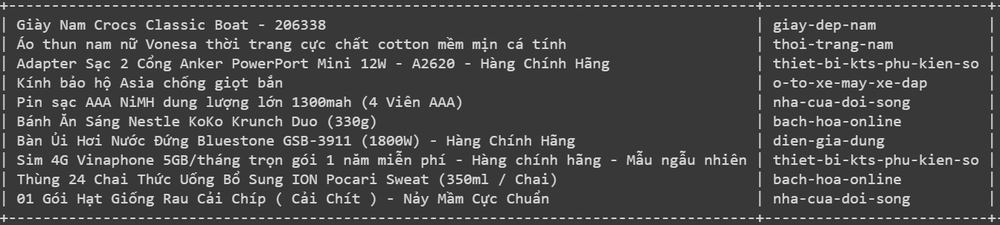 Giày Nam Crocs Classic Boat - 206338 | giay-dep-nam
Áo thun nam nữ Vonesa thời trang cực chất cotton mềm mịn cá tính | thoi-trang-nam
Adapter Sạc 2 Cổng Anker PowerPort Mini 12W - A2620 - Hàng Chính Hãng | thiet-bi-kts-phu-kien-so
Kính bảo hộ Asia chống giọt bắn | o-to-xe-may-xe-dap
Pin sạc AAA NiMH dung lượng lớn 1300mah (4 Viên AAA) | nha-cua-doi-song
Bánh Ăn Sáng Nestle KoKo Krunch Duo (330g) | bach-hoa-online
Bàn Ủi Hơi Nước Đứng Bluestone GSB-3911 (1800W) - Hàng Chính Hãng | dien-gia-dung
Sim 4G Vinaphone 5GB/tháng trọn gói 1 năm miễn phí - Hàng chính hãng - Mẫu ngẫu nhiên | thiet-bi-kts-phu-kien-so
Thùng 24 Chai Thức Uống Bổ Sung ION Pocari Sweat (350ml / Chai) | bach-hoa-online
01 Gói Hạt Giống Rau Cải Chíp ( Cải Chít ) - Nảy Mầm Cực Chuẩn | nha-cua-doi-song